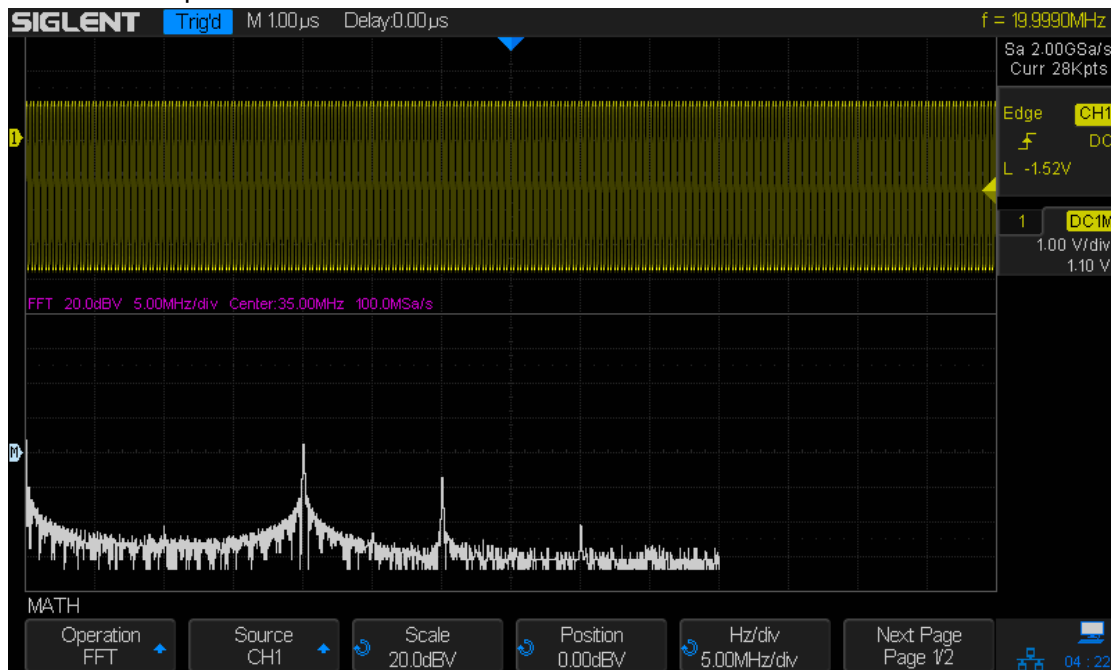 SIGLENT Trig'd M 1.00μs Delay:0.00μs f = 19.9990MHz
Sa 2.00GSa/s
Curr 28Kpts
Edge CH1
DC
L -1.52V
1
1 DC1M
1.00 V/div
1.10 V
FFT 20.0dBV 5.00MHz/div Center:35.00MHz 100.0MSa/s
M
MATH
Operation
FFT
Source
CH1
Scale
20.0dBV
Position
0.00dBV
Hz/div
5.00MHz/div
Next Page
Page 1/2
04 : 22